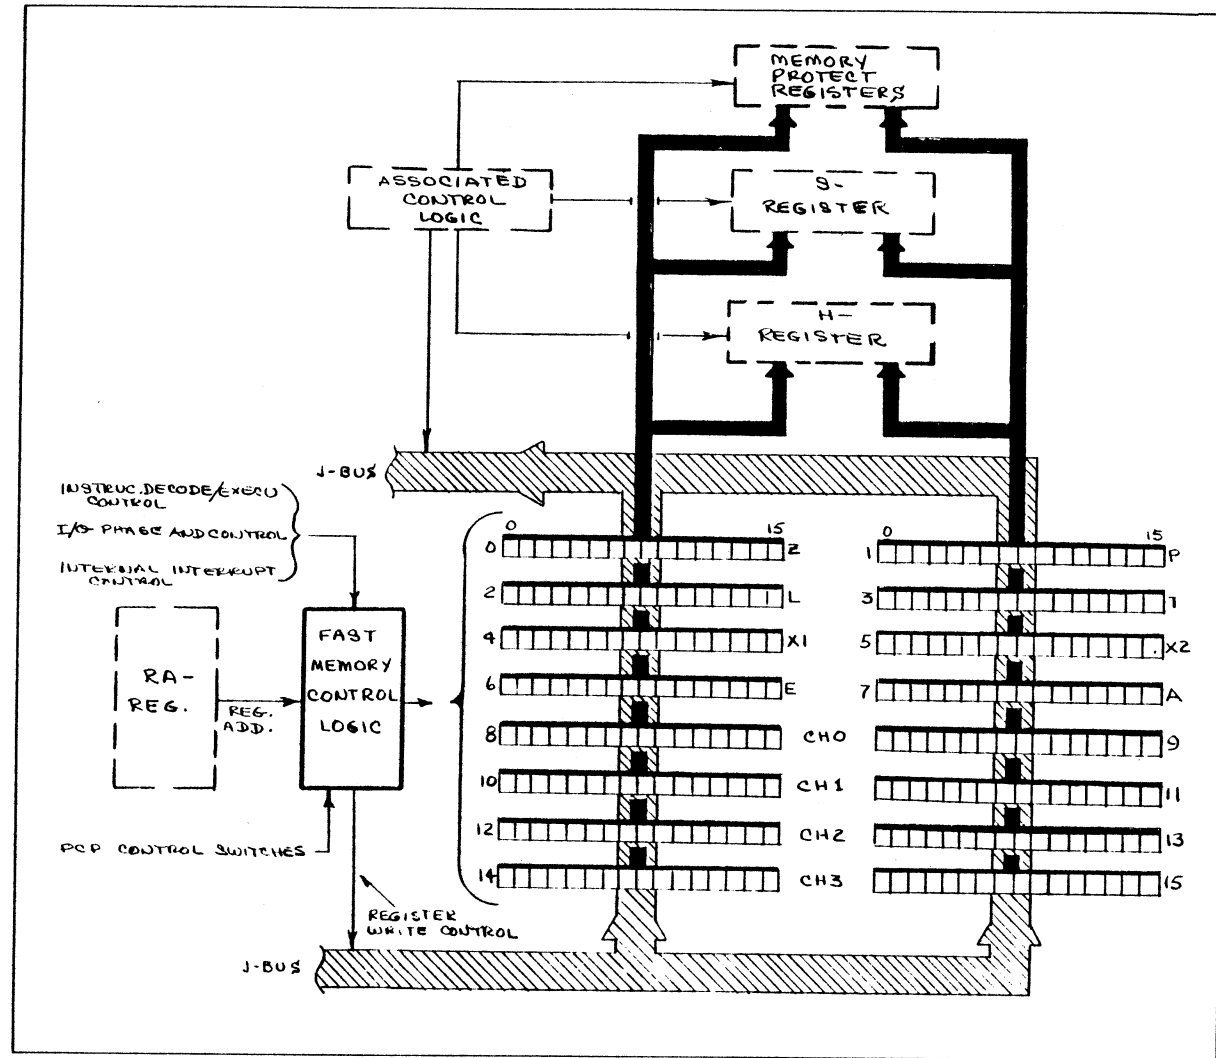 MEMORY
PROTECT
REGISTERS
ASSOCIATED
CONTROL
LOGIC
S-
REGISTER
H-
REGISTER
J-BUS
INSTRUC. DECODE/EXECU
CONTROL
I/O PHASE AND CONTROL
INTERNAL INTERRUPT
CONTROL
RA-
REG.
REG.
ADD.
FAST
MEMORY
CONTROL
LOGIC
PCP CONTROL SWITCHES
REGISTER
WRITE CONTROL
J-BUS
0 15
0 Z
2 L
4 X1
6 E
8
10
12
14
CH0
CH1
CH2
CH3
0 15
1 P
3 T
5 X2
7 A
9
11
13
15